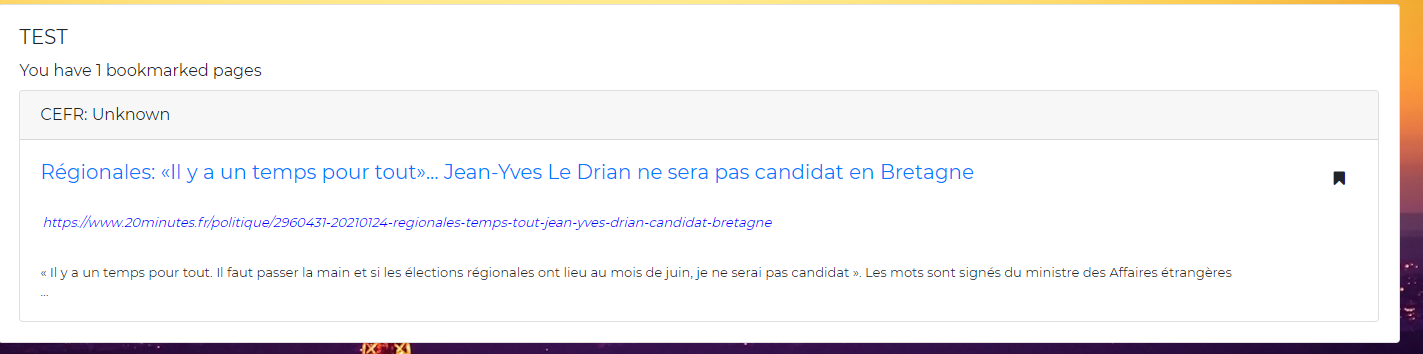 TEST
You have 1 bookmarked pages
CEFR: Unknown
Régionales: «Il y a un temps pour tout»... Jean-Yves Le Drian ne sera pas candidat en Bretagne
https://www.20minutes.fr/politique/2960431-20210124-regionales-temps-tout-jean-yves-drian-candidat-bretagne
« Il y a un temps pour tout. Il faut passer la main et si les élections régionales ont lieu au mois de juin, je ne serai pas candidat ». Les mots sont signés du ministre des Affaires étrangères
...